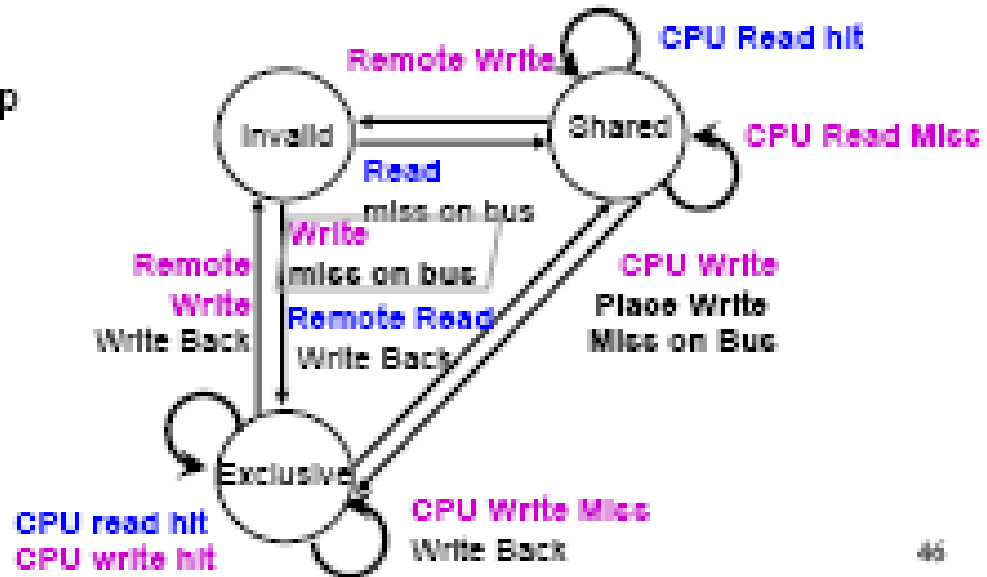 p
Remote Write
CPU Read hit
Invalid
Shared
CPU Read Miss
Read
miss on bus
Write
miss on bus
Remote
Write
Write Back
Remote Read
Write Back
CPU Write
Place Write
Miss on Bus
Exclusive
CPU read hit
CPU write hit
CPU Write Miss
Write Back
46